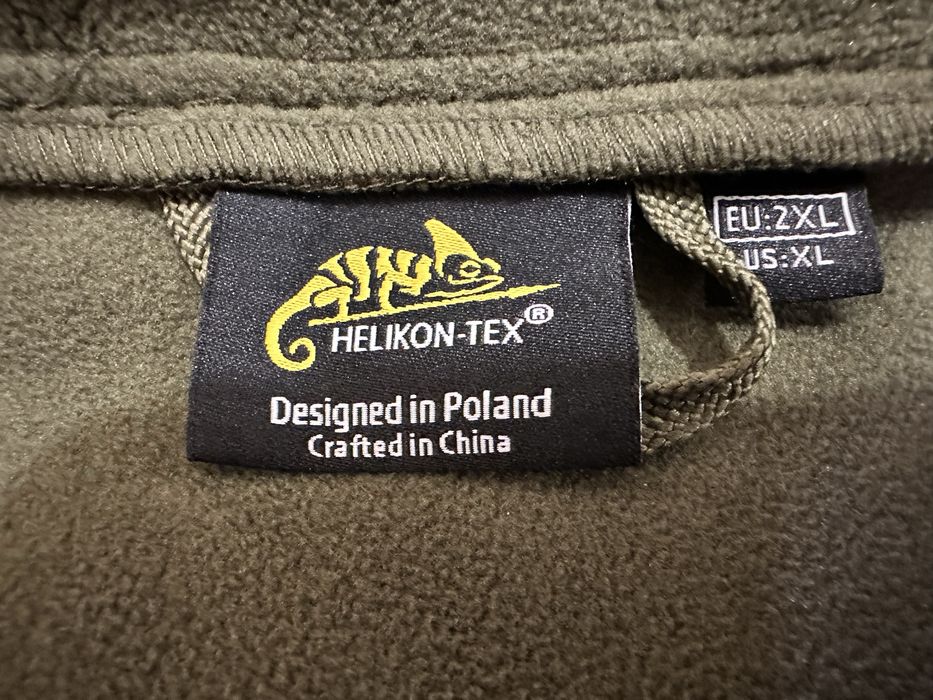 HELIKON-TEX®
Designed in Poland
Crafted in China
EU:2XL
US:XL